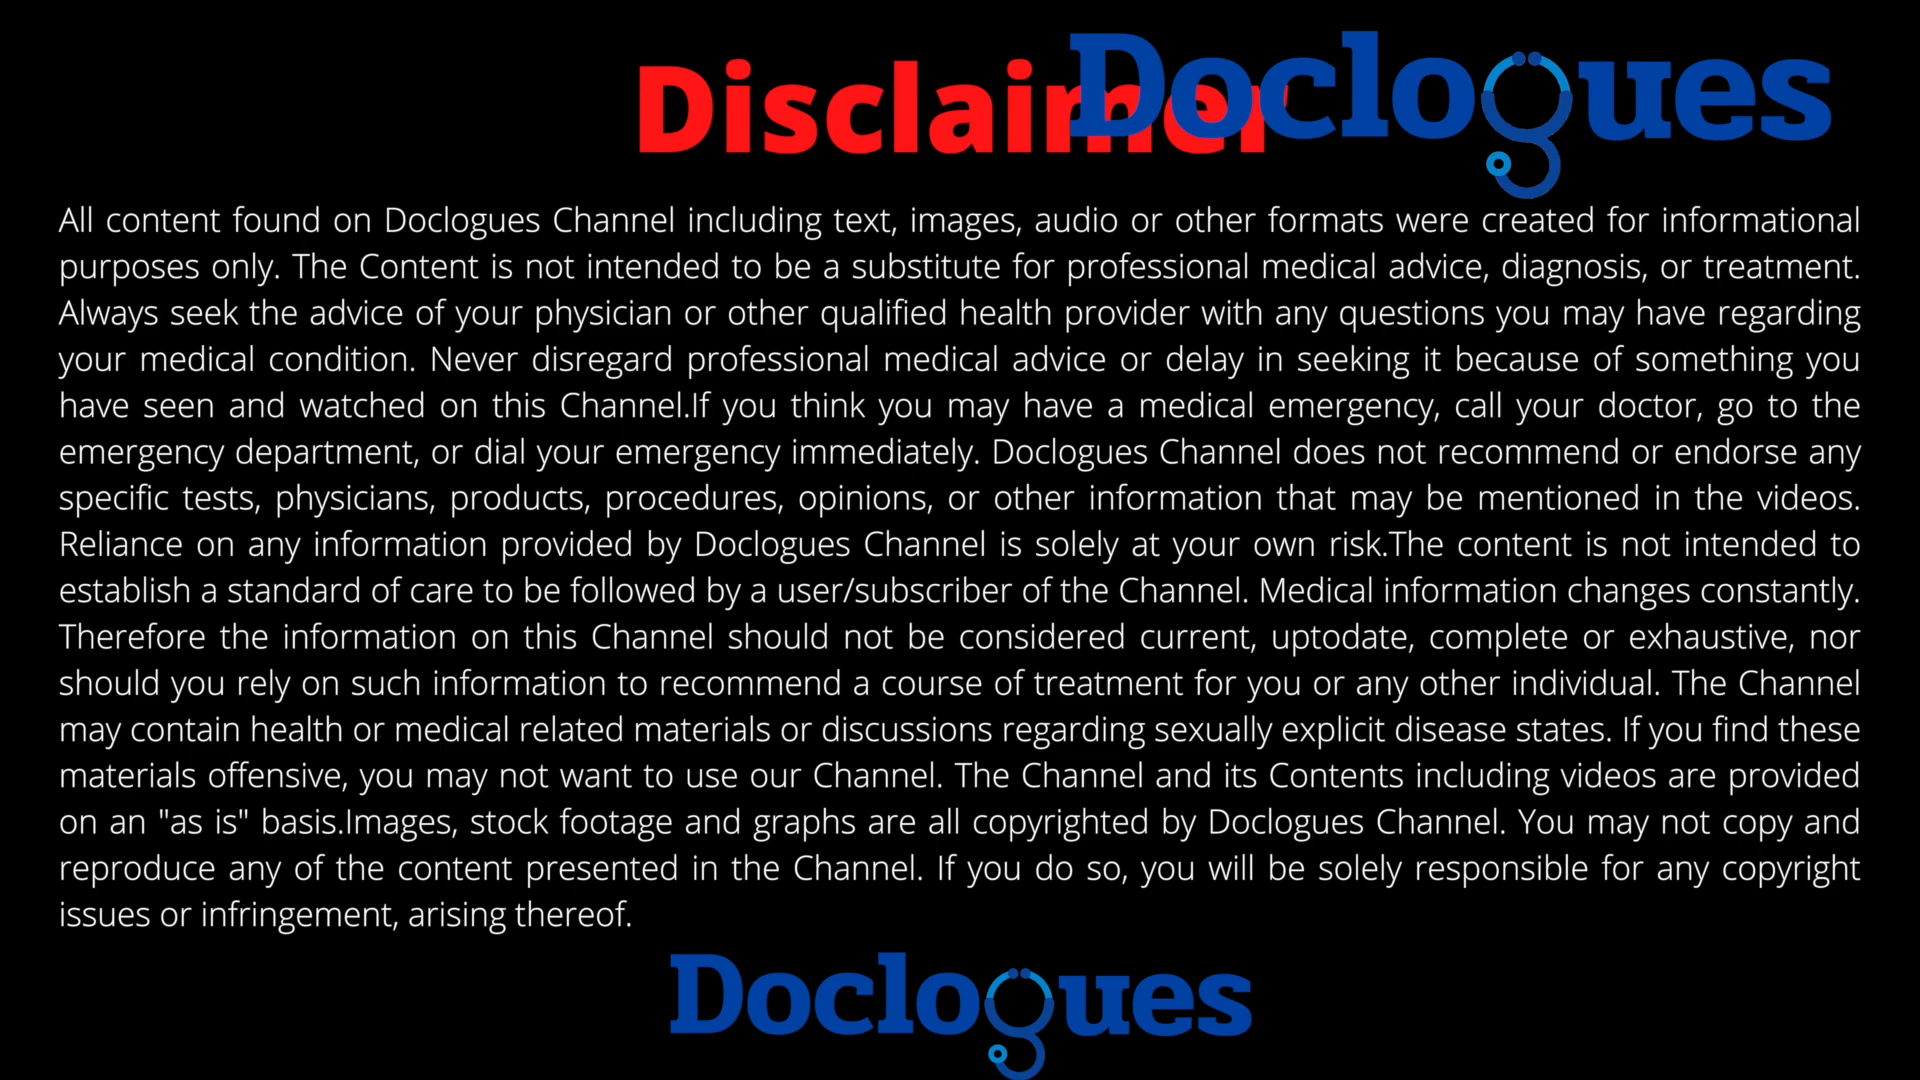 Disclaimer
Doclogues
All content found on Doclogues Channel including text, images, audio or other formats were created for informational
purposes only. The Content is not intended to be a substitute for professional medical advice, diagnosis, or treatment.
Always seek the advice of your physician or other qualified health provider with any questions you may have regarding
your medical condition. Never disregard professional medical advice or delay in seeking it because of something you
have seen and watched on this Channel.If you think you may have a medical emergency, call your doctor, go to the
emergency department, or dial your emergency immediately. Doclogues Channel does not recommend or endorse any
specific tests, physicians, products, procedures, opinions, or other information that may be mentioned in the videos.
Reliance on any information provided by Doclogues Channel is solely at your own risk.The content is not intended to
establish a standard of care to be followed by a user/subscriber of the Channel. Medical information changes constantly.
Therefore the information on this Channel should not be considered current, uptodate, complete or exhaustive, nor
should you rely on such information to recommend a course of treatment for you or any other individual. The Channel
may contain health or medical related materials or discussions regarding sexually explicit disease states. If you find these
materials offensive, you may not want to use our Channel. The Channel and its Contents including videos are provided
on an "as is" basis.Images, stock footage and graphs are all copyrighted by Doclogues Channel. You may not copy and
reproduce any of the content presented in the Channel. If you do so, you will be solely responsible for any copyright
issues or infringement, arising thereof.
Doclogues